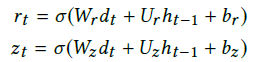 r_t = σ(W_r d_t + U_r h_{t−1} + b_r)
z_t = σ(W_z d_t + U_z h_{t−1} + b_z)